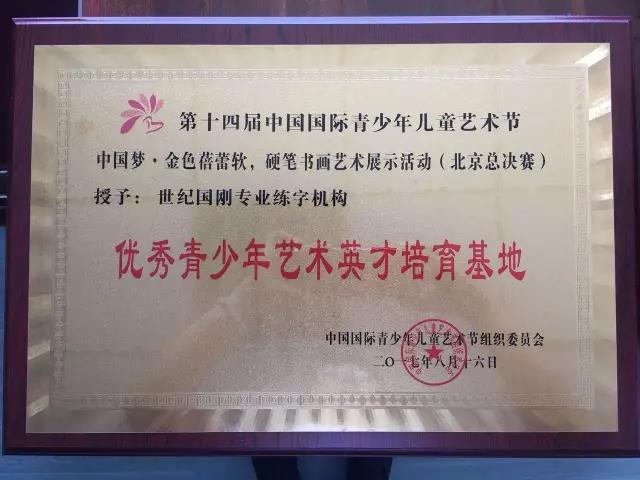 第十四届中国国际青少年儿童艺术节
中国梦·金色蓓蕾软，硬笔书画艺术展示活动（北京总决赛）
授予：世纪国刚专业练字机构
优秀青少年艺术英才培育基地
中国国际青少年儿童艺术节组织委员会
二〇一七年八月十六日